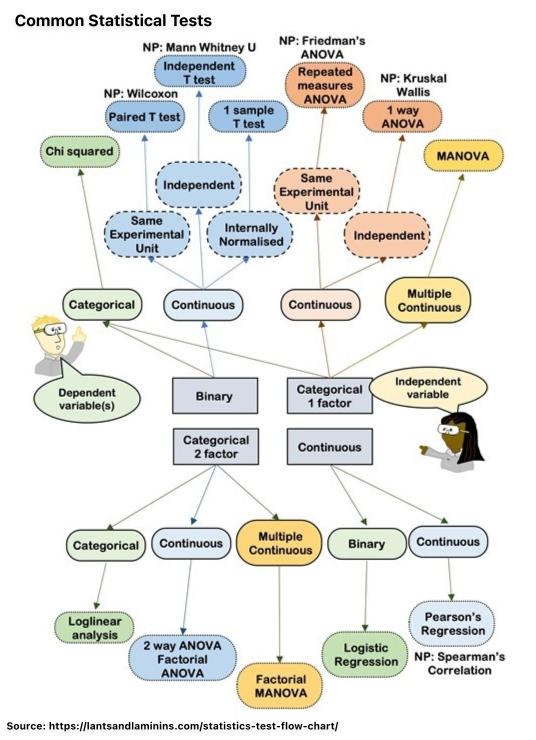 Common Statistical Tests
NP: Mann Whitney U
NP: Friedman's
ANOVA
Independent
T test
Repeated
measures
ANOVA
NP: Kruskal
Wallis
NP: Wilcoxon
Paired T test
1 sample
T test
1 way
ANOVA
Chi squared
MANOVA
Independent
Same
Experimental
Unit
Same
Experimental
Unit
Internally
Normalised
Independent
Categorical
Continuous
Continuous
Multiple
Continuous
Dependent
variable(s)
Binary
Categorical
1 factor
Independent
variable
Categorical
2 factor
Continuous
Categorical
Continuous
Multiple
Continuous
Binary
Continuous
Loglinear
analysis
2 way ANOVA
Factorial
ANOVA
Factorial
MANOVA
Logistic
Regression
Pearson's
Regression
NP: Spearman's
Correlation
Source: https://lantsandlaminins.com/statistics-test-flow-chart/